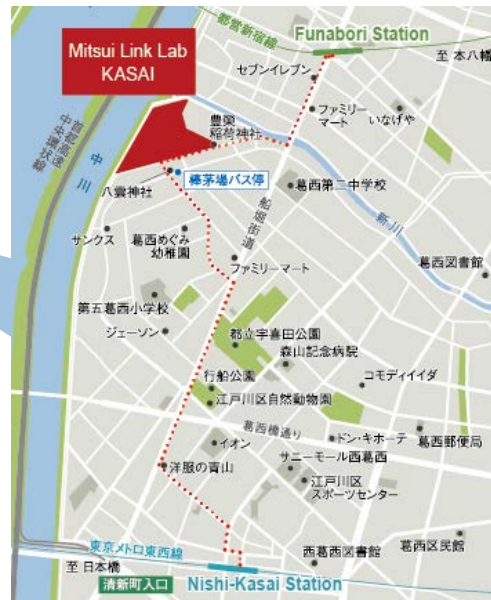 都営新宿線
Funabori Station
至 本八幡
Mitsui Link Lab
KASAI
セブンイレブン
首都高速
中央環状線
中川
豊栄
稲荷神社
ファミリー
マート
いなげや
棒茅場バス停
八雲神社
葛西第二中学校
船堀街道
新川
サンクス
葛西めぐみ
幼稚園
ファミリーマート
葛西図書館
第五葛西小学校
ジェーソン
都立宇喜田公園
森山記念病院
行船公園
コモディイイダ
江戸川区自然動物園
葛西橋通り
イオン
ドン・キホーテ
葛西郵便局
サニーモール西葛西
洋服の青山
江戸川区
スポーツセンター
東京メトロ東西線
至 日本橋
西葛西図書館
葛西区民館
清新町入口
Nishi-Kasai Station